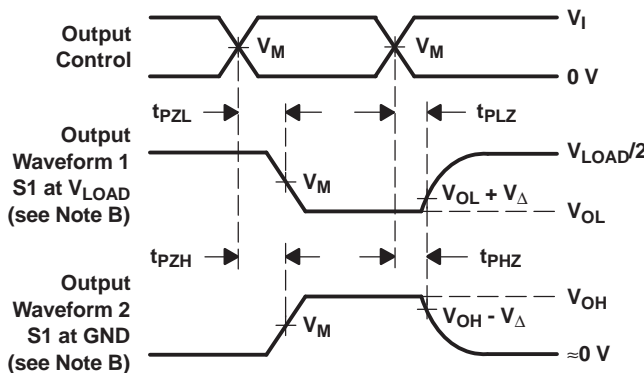 Output
Control
V_M
V_M
V_I
0 V
t_PZL
t_PLZ
Output
Waveform 1
S1 at V_LOAD
(see Note B)
V_M
V_OL + V_Δ
V_LOAD/2
V_OL
t_PZH
t_PHZ
Output
Waveform 2
S1 at GND
(see Note B)
V_M
V_OH - V_Δ
V_OH
≈0 V